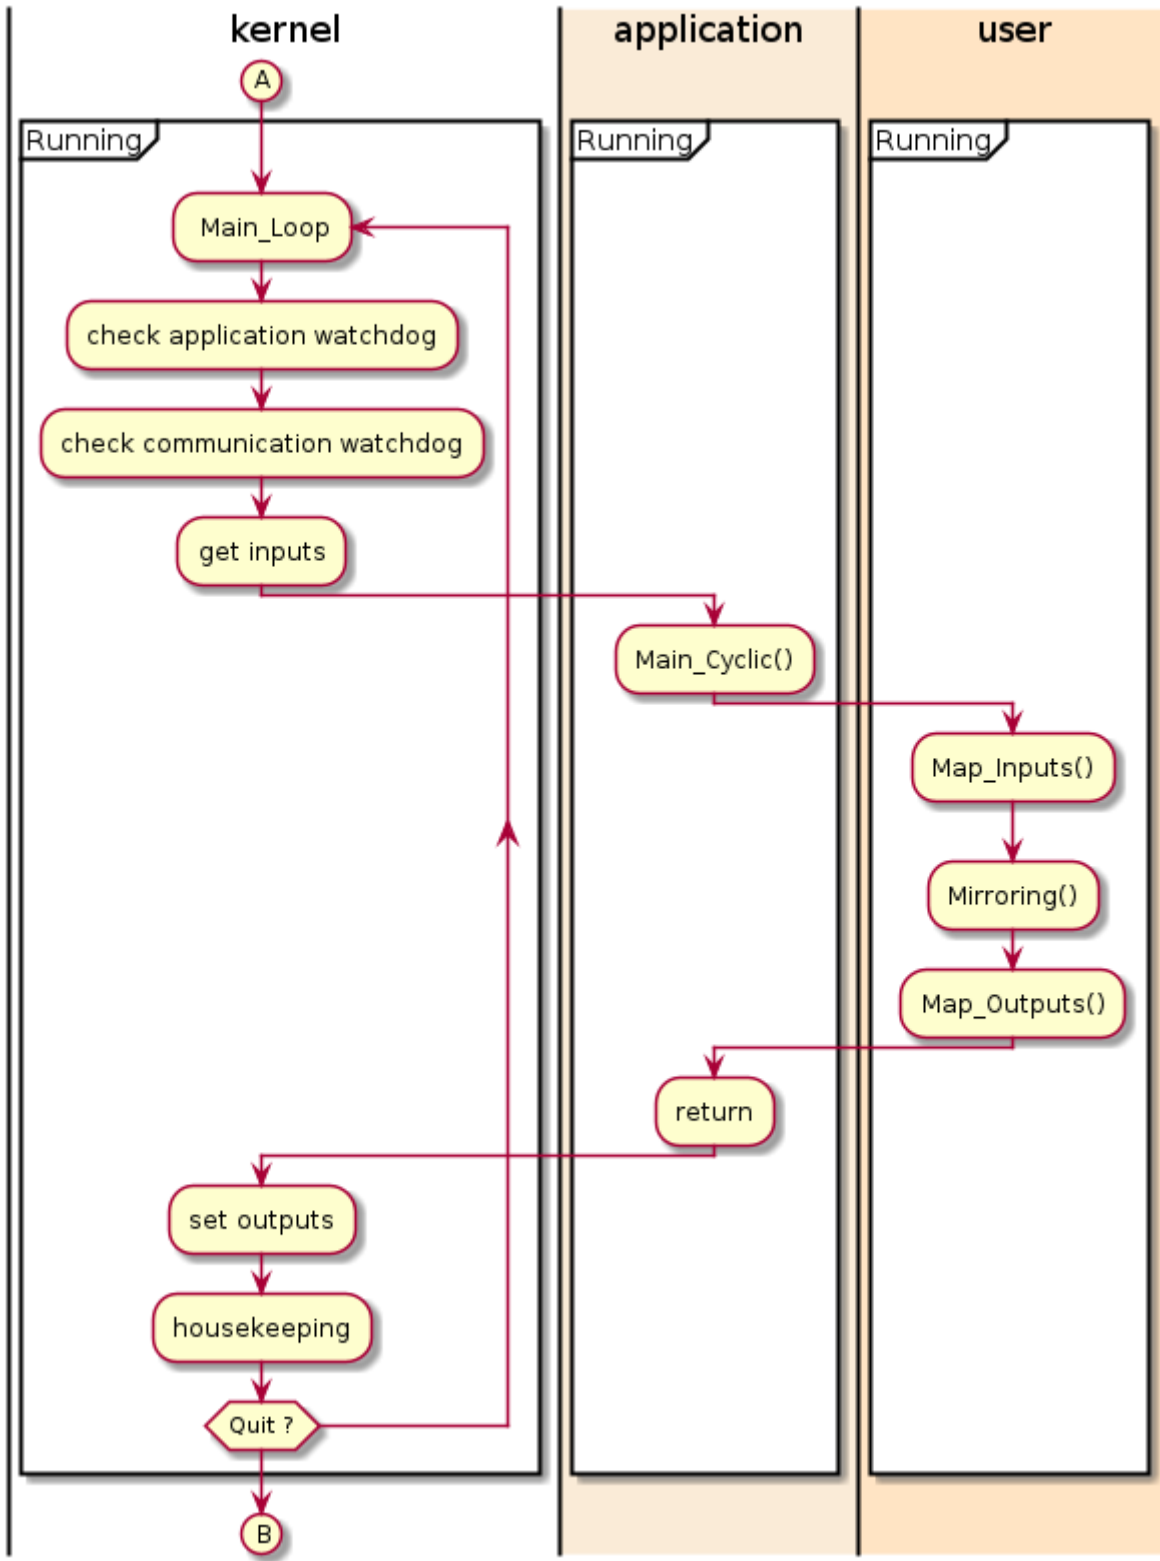 kernel
application
user
A
Running
Running
Running
Main_Loop
check application watchdog
check communication watchdog
get inputs
Main_Cyclic()
Map_Inputs()
Mirroring()
Map_Outputs()
return
set outputs
housekeeping
Quit ?
B